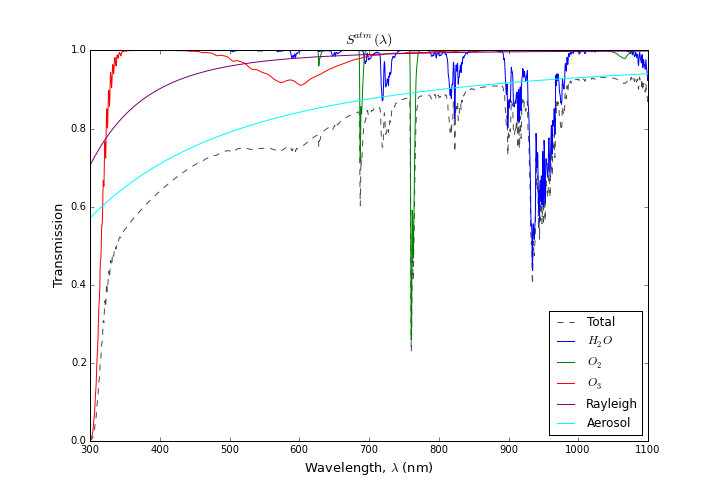 S^{atm}(λ)
1.0
0.8
0.6
0.4
0.2
0.0
Transmission
300 400 500 600 700 800 900 1000 1100
Wavelength, λ (nm)
Total
H₂O
O₂
O₃
Rayleigh
Aerosol